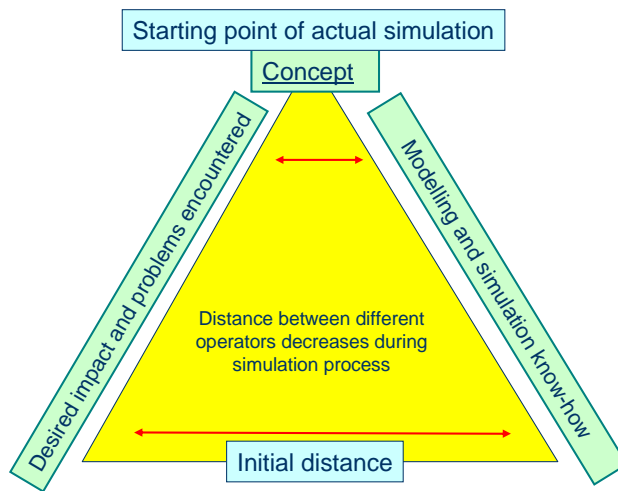 Starting point of actual simulation
Concept
Desired impact and problems encountered
Modelling and simulation know-how
Distance between different
operators decreases during
simulation process
Initial distance